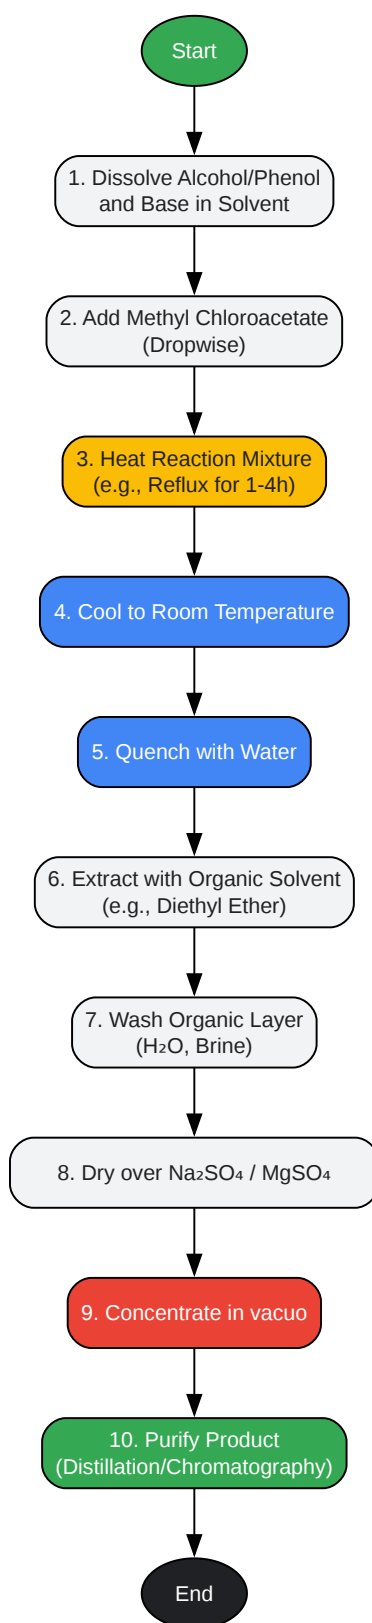 Start
1. Dissolve Alcohol/Phenol
and Base in Solvent
2. Add Methyl Chloroacetate
(Dropwise)
3. Heat Reaction Mixture
(e.g., Reflux for 1-4h)
4. Cool to Room Temperature
5. Quench with Water
6. Extract with Organic Solvent
(e.g., Diethyl Ether)
7. Wash Organic Layer
(H₂O, Brine)
8. Dry over Na₂SO₄ / MgSO₄
9. Concentrate in vacuo
10. Purify Product
(Distillation/Chromatography)
End